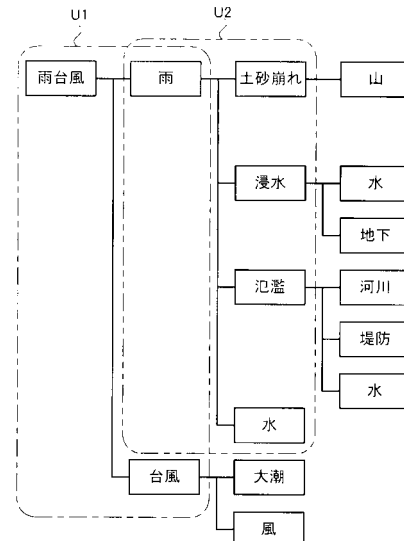 U1
U2
雨台風
雨
土砂崩れ
山
浸水
水
地下
氾濫
河川
堤防
水
水
台風
大潮
風